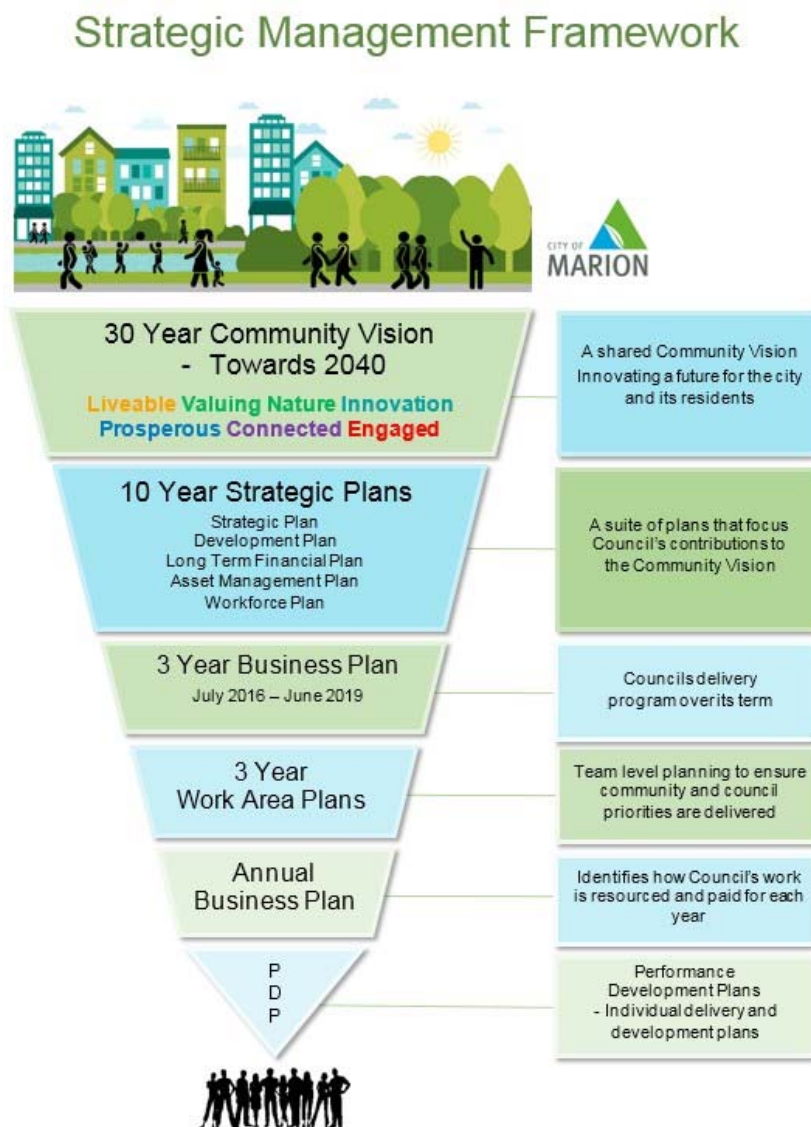 Strategic Management Framework
CITY OF
MARION
30 Year Community Vision
- Towards 2040
Liveable Valuing Nature Innovation
Prosperous Connected Engaged
A shared Community Vision
Innovating a future for the city
and its residents
10 Year Strategic Plans
Strategic Plan
Development Plan
Long Term Financial Plan
Asset Management Plan
Workforce Plan
A suite of plans that focus
Council's contributions to
the Community Vision
3 Year Business Plan
July 2016 – June 2019
Councils delivery
program over its term
3 Year
Work Area Plans
Team level planning to ensure
community and council
priorities are delivered
Annual
Business Plan
Identifies how Council's work
is resourced and paid for each
year
P
D
P
Performance
Development Plans
- Individual delivery and
development plans